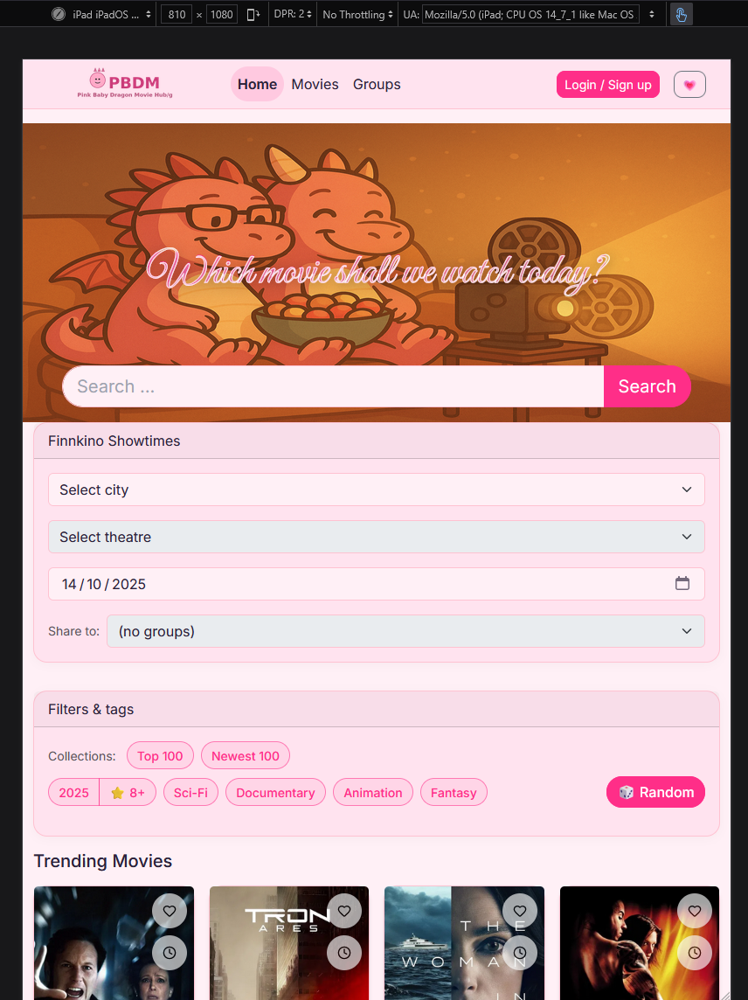 iPad iPadOS ... 810 × 1080 DPR: 2 No Throttling UA: Mozilla/5.0 (iPad; CPU OS 14_7_1 like Mac OS
PBDM
Pink Baby Dragon Movie Hub/g
Home Movies Groups Login / Sign up
Which movie shall we watch today?
Search ... Search
Finnkino Showtimes
Select city
Select theatre
14 / 10 / 2025
Share to: (no groups)
Filters & tags
Collections: Top 100 Newest 100
2025 ⭐ 8+ Sci-Fi Documentary Animation Fantasy 🎲 Random
Trending Movies
TRON
ARES
THE
WOMAN
IN